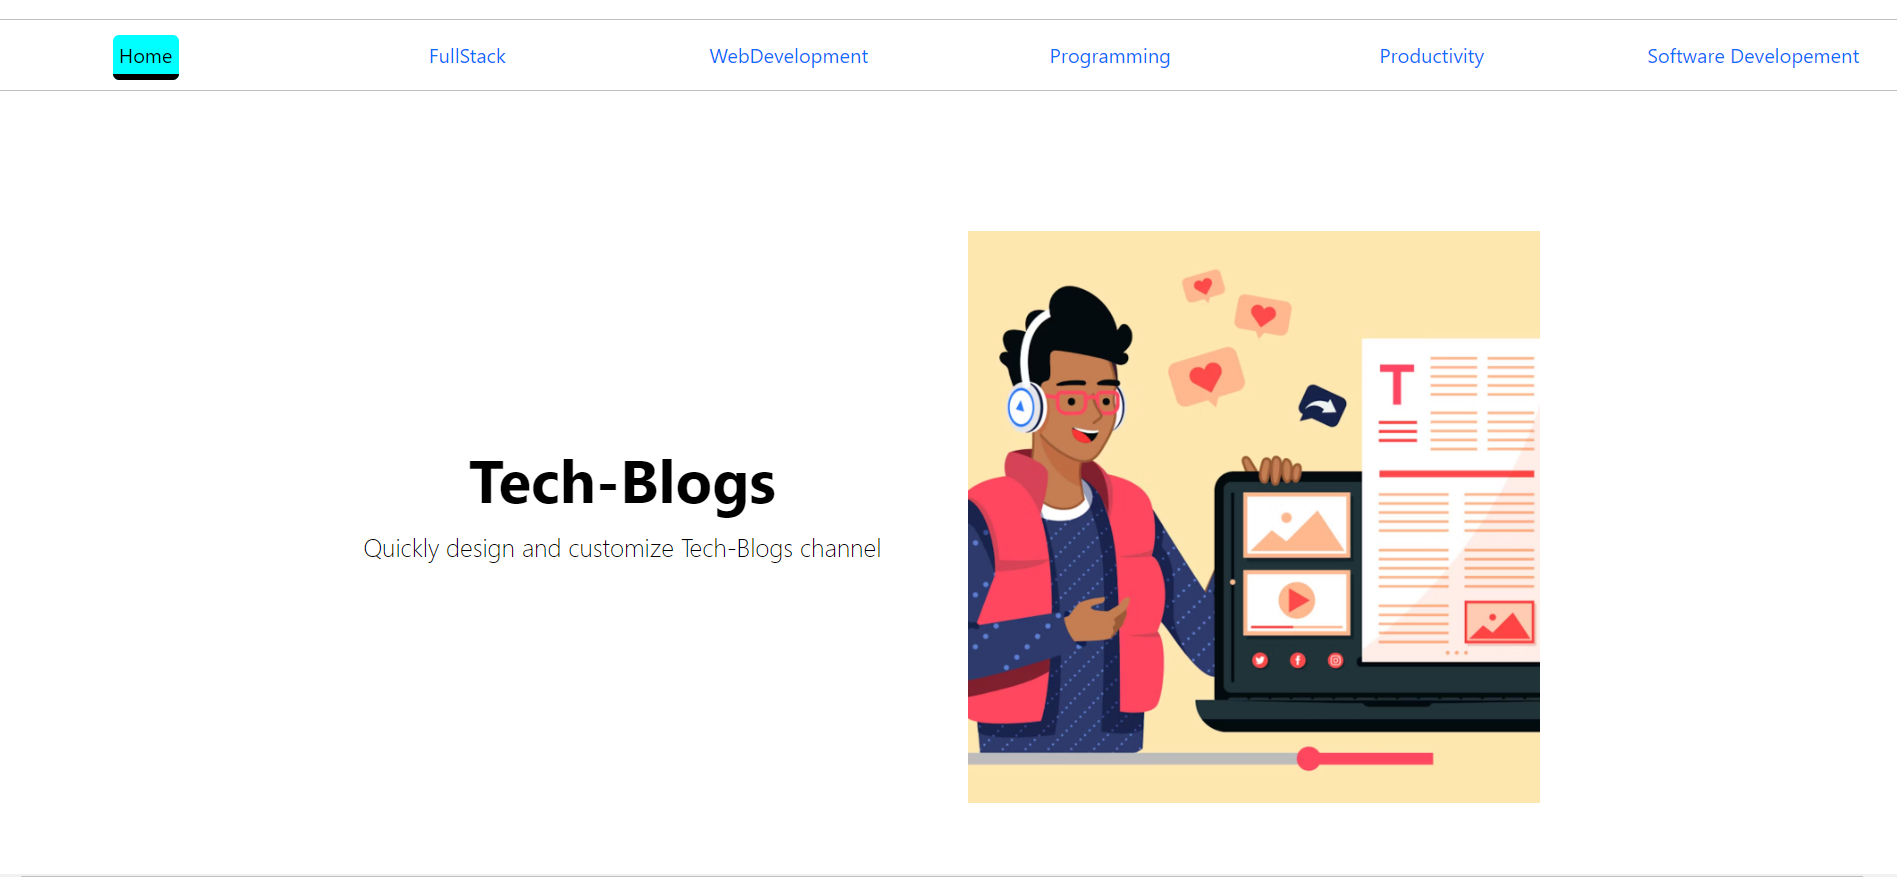 Home FullStack WebDevelopment Programming Productivity Software Developement
Tech-Blogs
Quickly design and customize Tech-Blogs channel
T